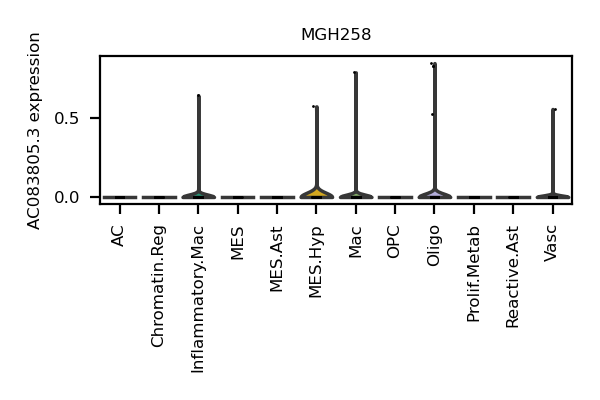 MGH258
AC083805.3 expression
0.5
0.0
AC
Chromatin.Reg
Inflammatory.Mac
MES
MES.Ast
MES.Hyp
Mac
OPC
Oligo
Prolif.Metab
Reactive.Ast
Vasc